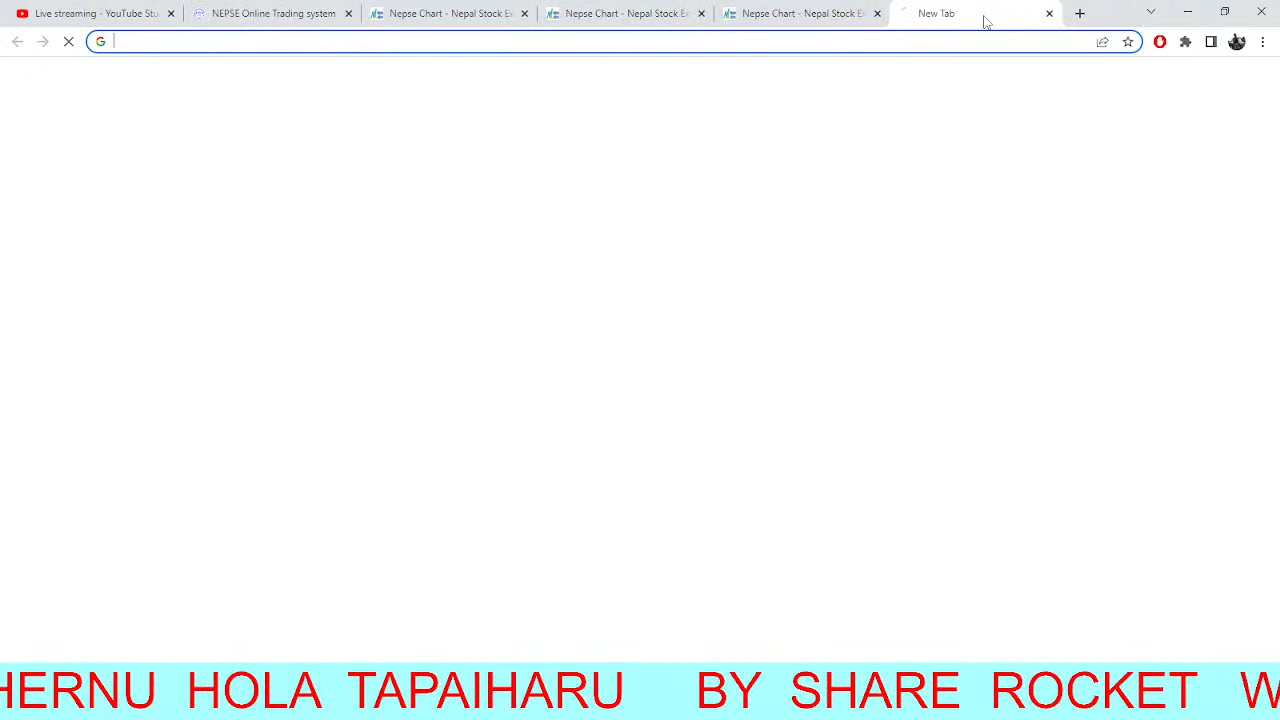 Live streaming - YouTube Stu
NEPSE Online Trading system
Nepse Chart - Nepal Stock Ex
Nepse Chart - Nepal Stock Ex
Nepse Chart - Nepal Stock Ex
New Tab
HERNU HOLA TAPAIHARU BY SHARE ROCKET W